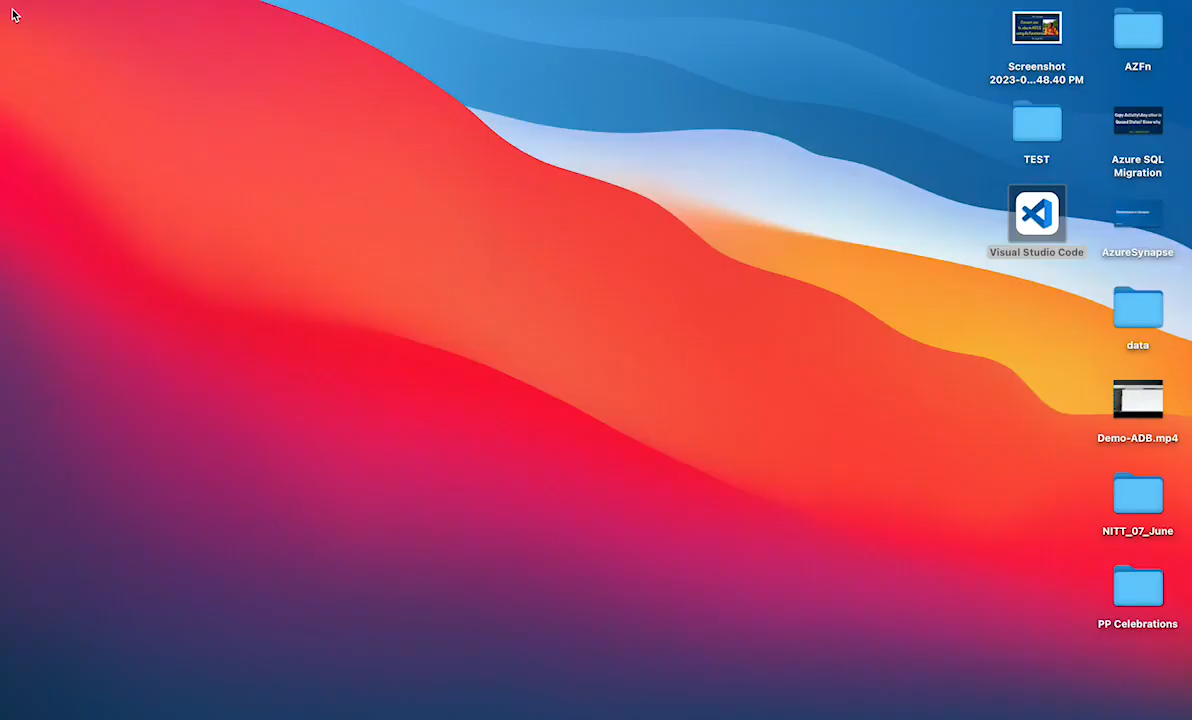 Screenshot
2023-0...48.40 PM
AZFn
TEST
Azure SQL
Migration
Visual Studio Code
AzureSynapse
data
Demo-ADB.mp4
NITT_07_June
PP Celebrations